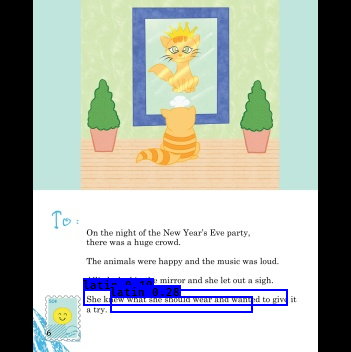 To:
On the night of the New Year's Eve party,
there was a huge crowd.
The animals were happy and the music was loud.
mirror and she let out a sigh.
She knew what she should wear and wanted to give it
a try.
6